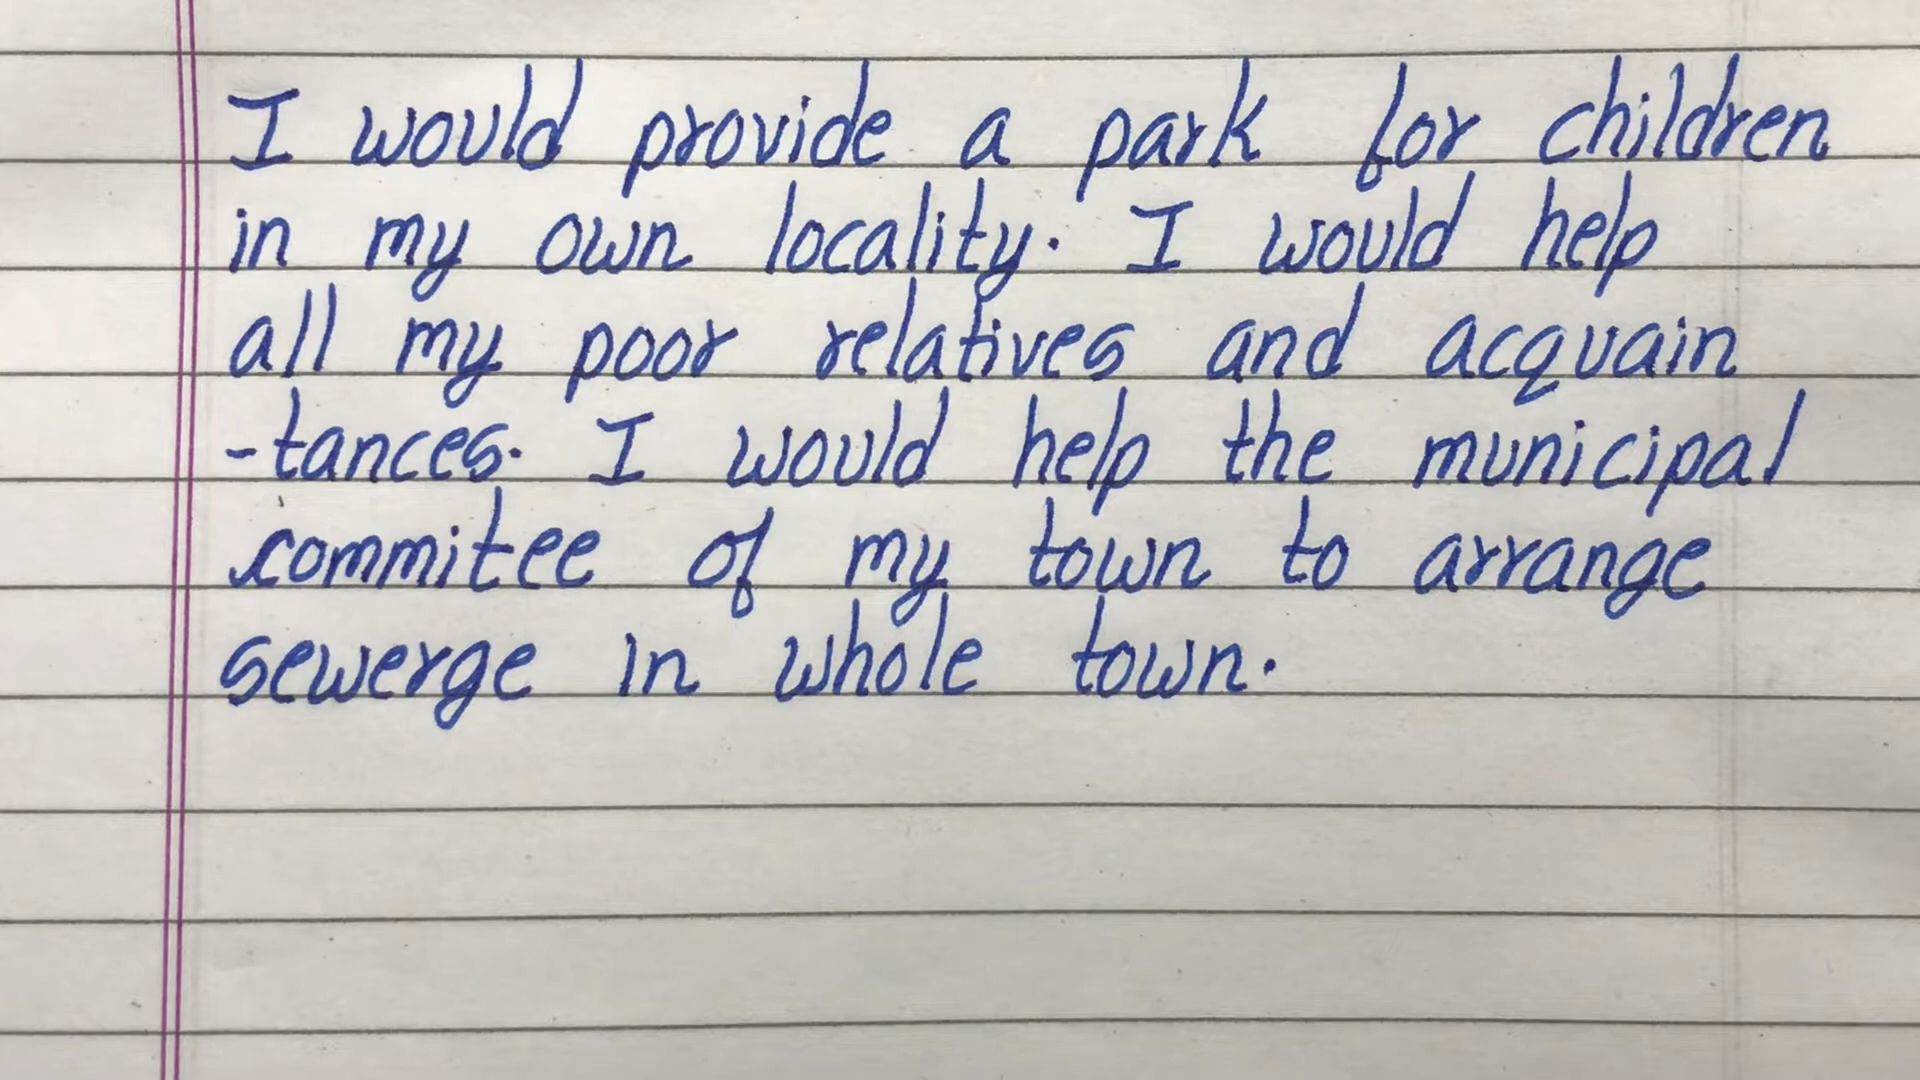 I would provide a park for children
in my own locality. I would help
all my poor relatives and acquain
-tances. I would help the municipal
commitee of my town to arrange
sewerge in whole town.